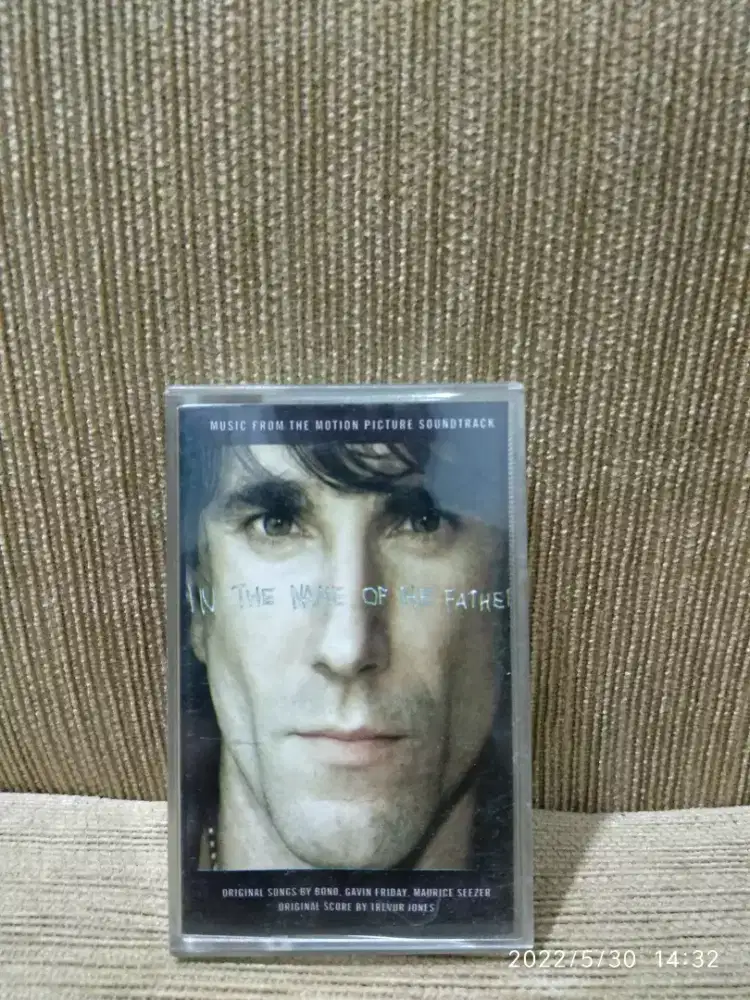 MUSIC FROM THE MOTION PICTURE SOUNDTRACK
IN THE NAME OF THE FATHER
ORIGINAL SONGS BY BONO, GAVIN FRIDAY, MAURICE SEEZER
ORIGINAL SCORE BY TREVOR JONES
2022/5/30 14:32